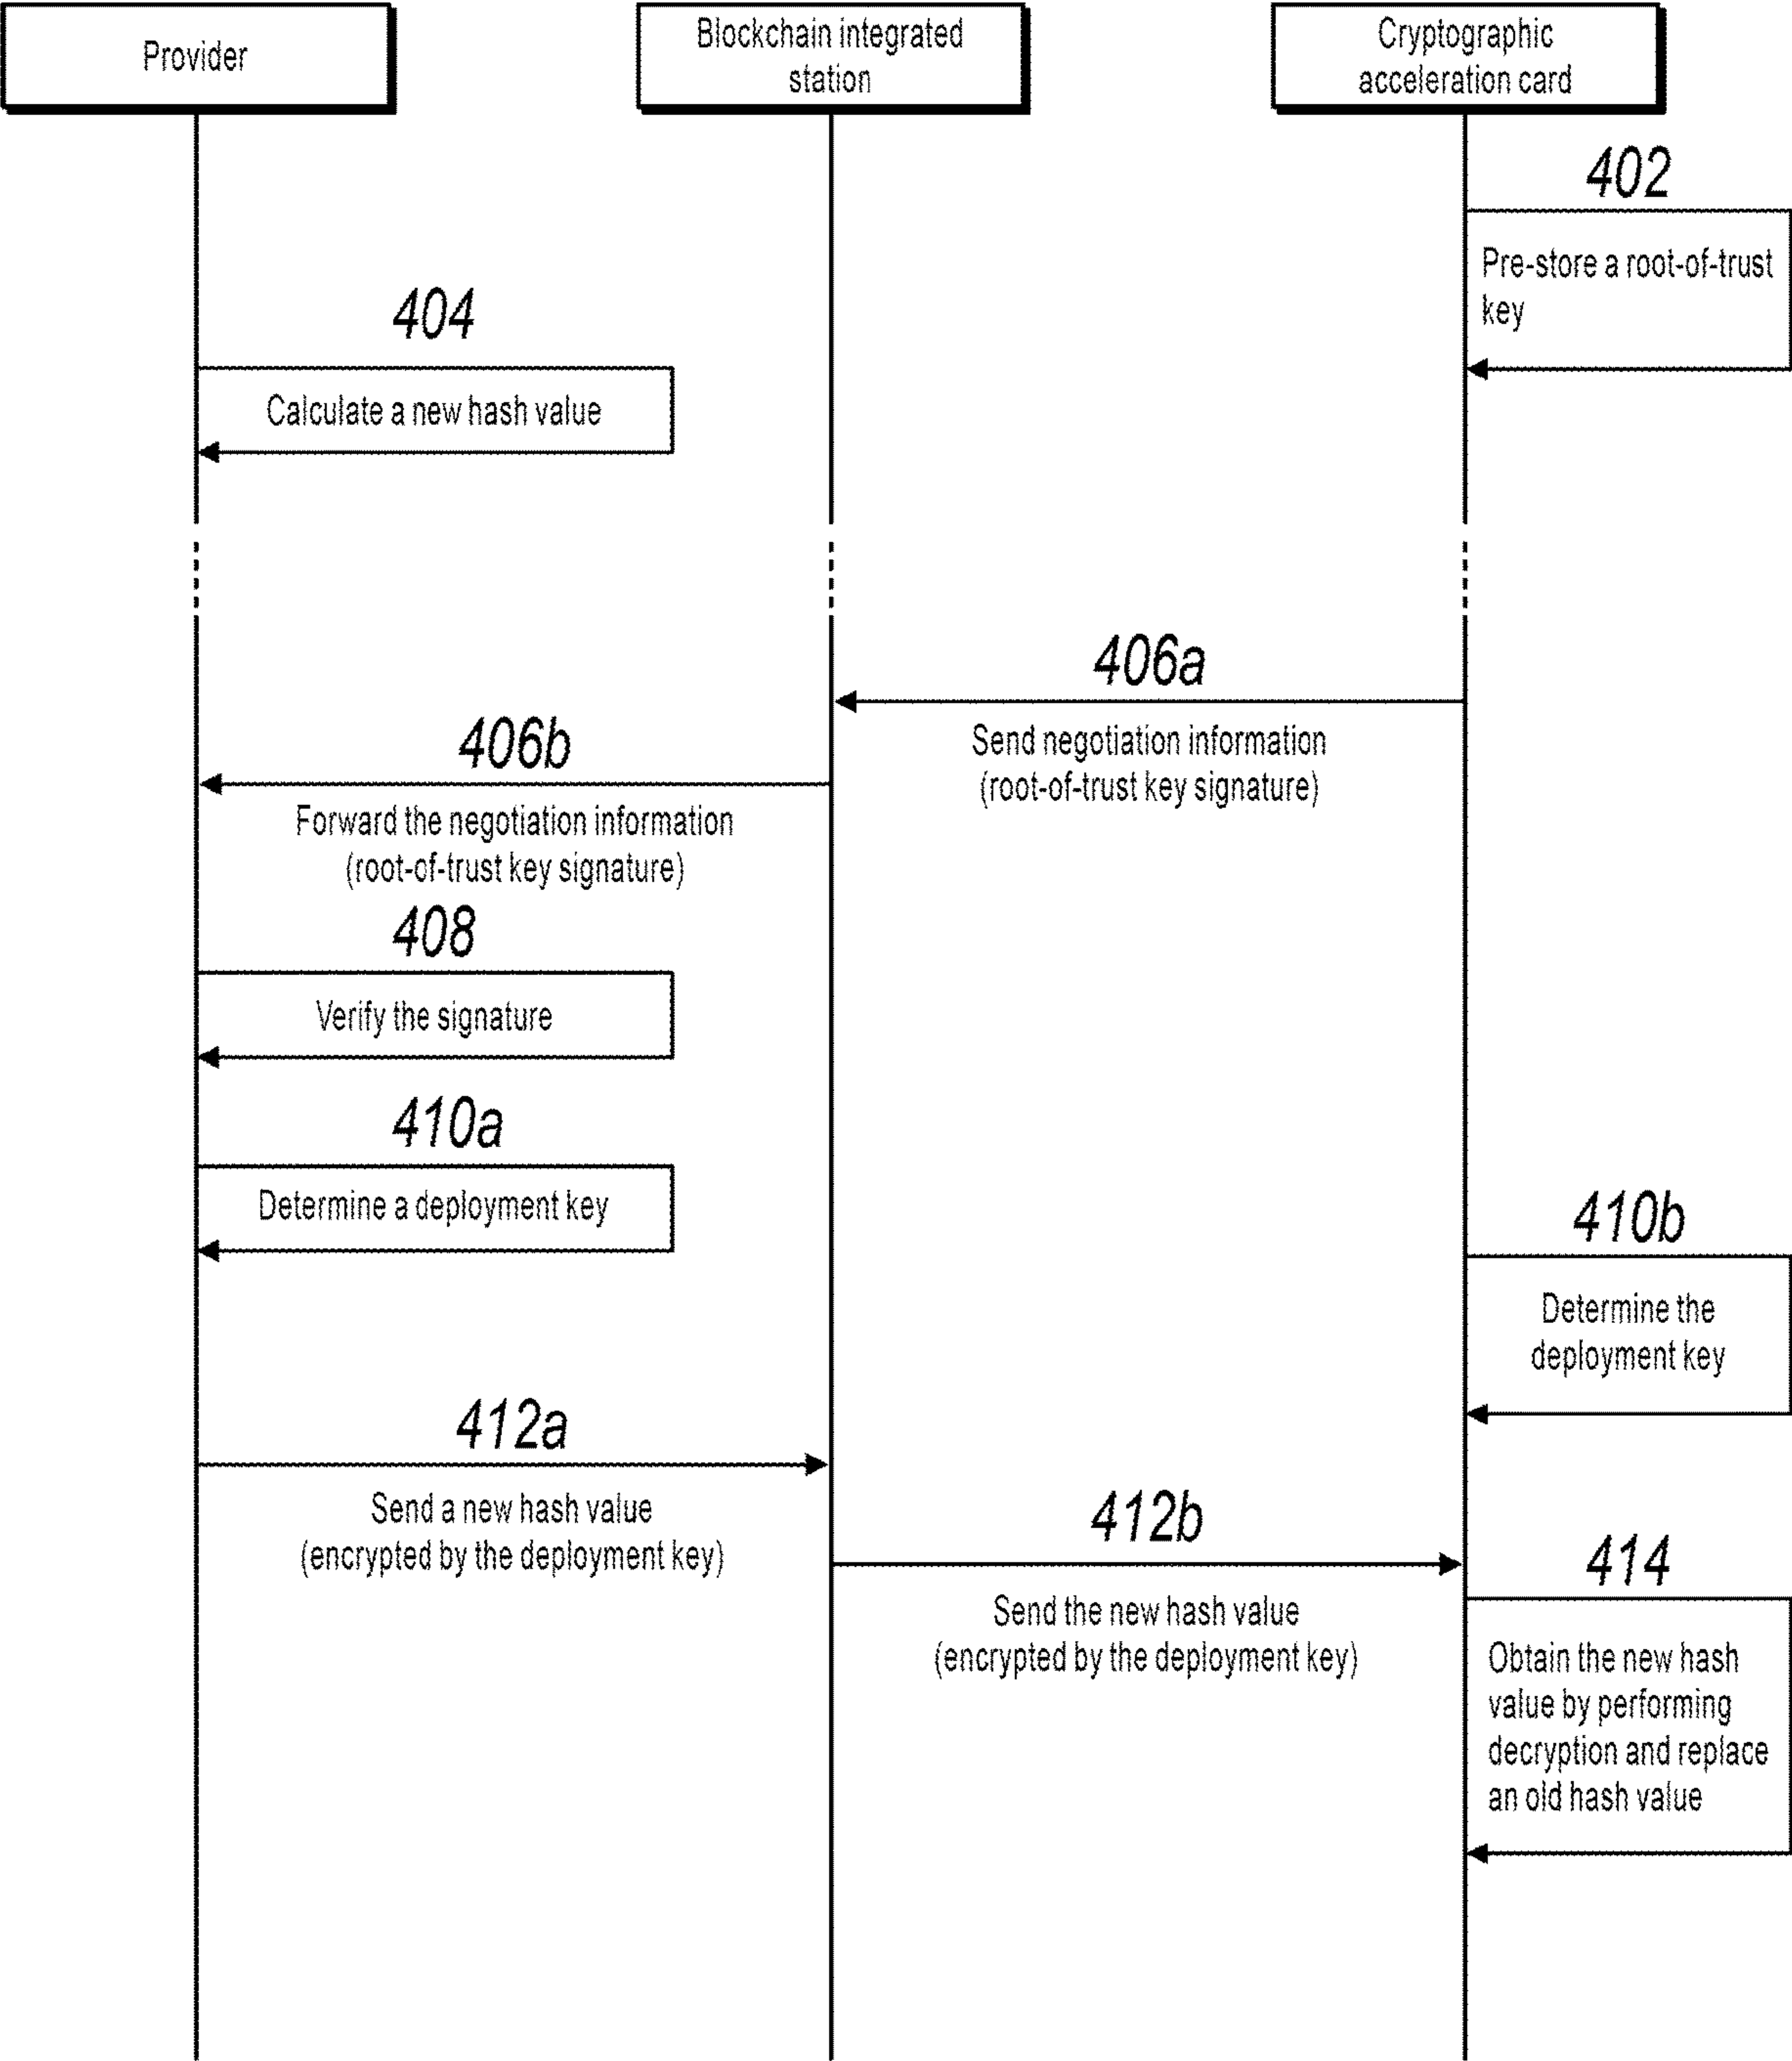 Provider
Blockchain integrated
station
Cryptographic
acceleration card
402
Pre-store a root-of-trust
key
404
Calculate a new hash value
406a
Send negotiation information
(root-of-trust key signature)
406b
Forward the negotiation information
(root-of-trust key signature)
408
Verify the signature
410a
Determine a deployment key
410b
Determine the
deployment key
412a
Send a new hash value
(encrypted by the deployment key)
412b
Send the new hash value
(encrypted by the deployment key)
414
Obtain the new hash
value by performing
decryption and replace
an old hash value